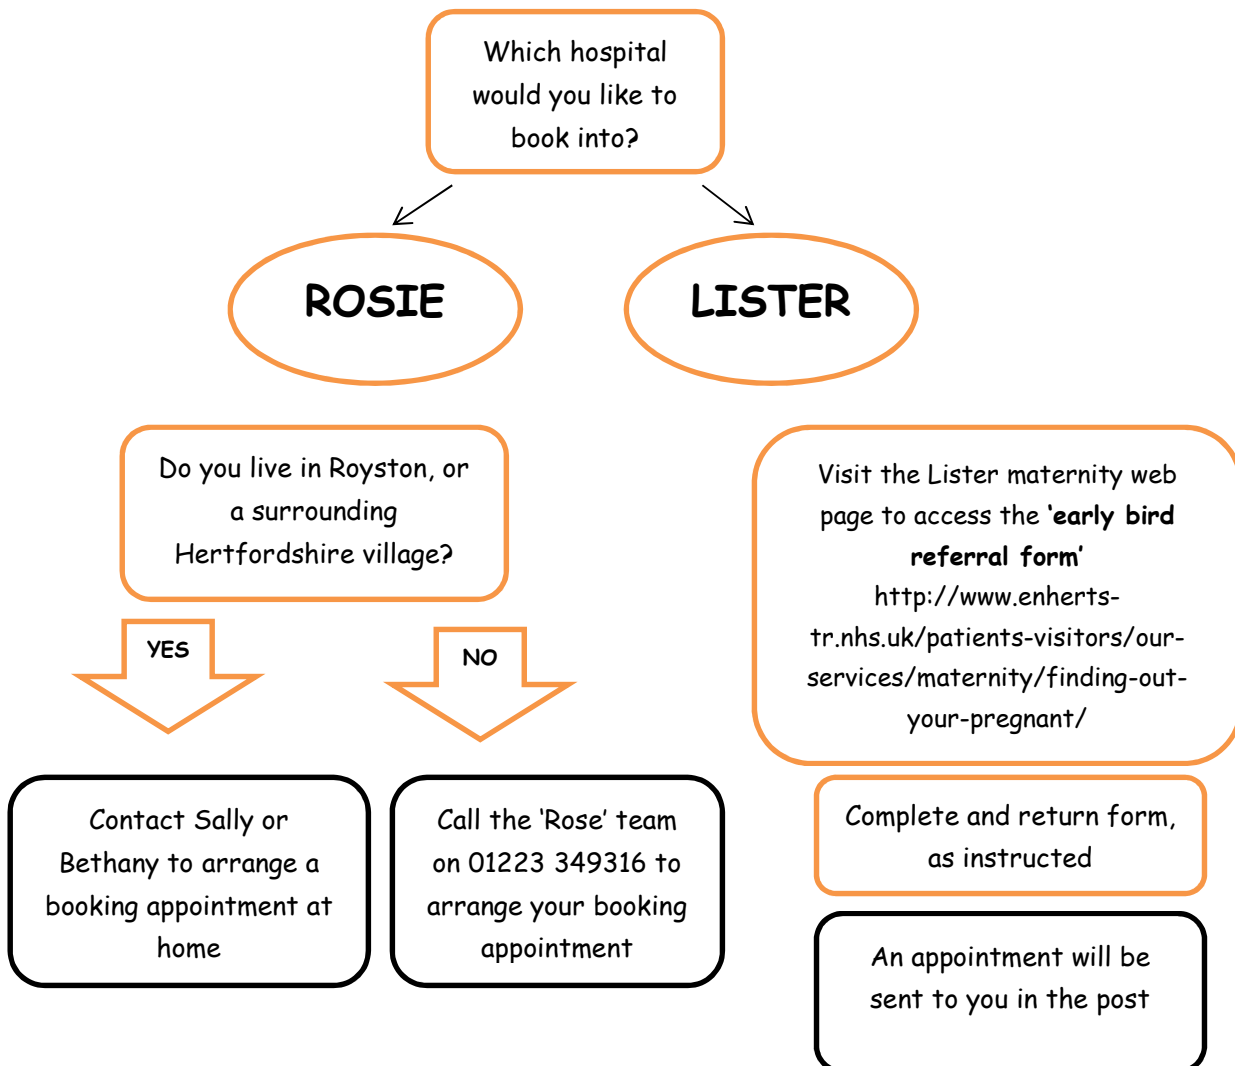 Which hospital
would you like to
book into?
ROSIE
LISTER
Do you live in Royston, or
a surrounding
Hertfordshire village?
YES
NO
Contact Sally or
Bethany to arrange a
booking appointment at
home
Call the ‘Rose’ team
on 01223 349316 to
arrange your booking
appointment
Visit the Lister maternity web
page to access the ‘early bird
referral form’
http://www.enherts-
tr.nhs.uk/patients-visitors/our-
services/maternity/finding-out-
your-pregnant/
Complete and return form,
as instructed
An appointment will be
sent to you in the post